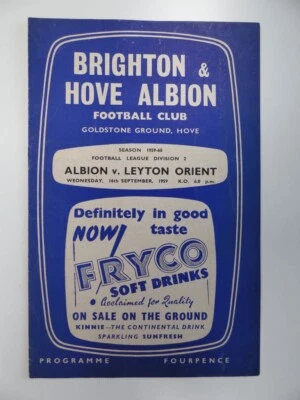 BRIGHTON &
HOVE ALBION
FOOTBALL CLUB
GOLDSTONE GROUND, HOVE
SEASON 1959-60
FOOTBALL LEAGUE DIVISION 2
ALBION v. LEYTON ORIENT
WEDNESDAY, 16th SEPTEMBER, 1959 K.O. 6.0 p.m.
Definitely in good
NOW! taste
FRYCO
SOFT DRINKS
• Acclaimed for Quality
ON SALE ON THE GROUND
KINNIE—THE CONTINENTAL DRINK
SPARKLING SUNFRESH
PROGRAMME FOURPENCE